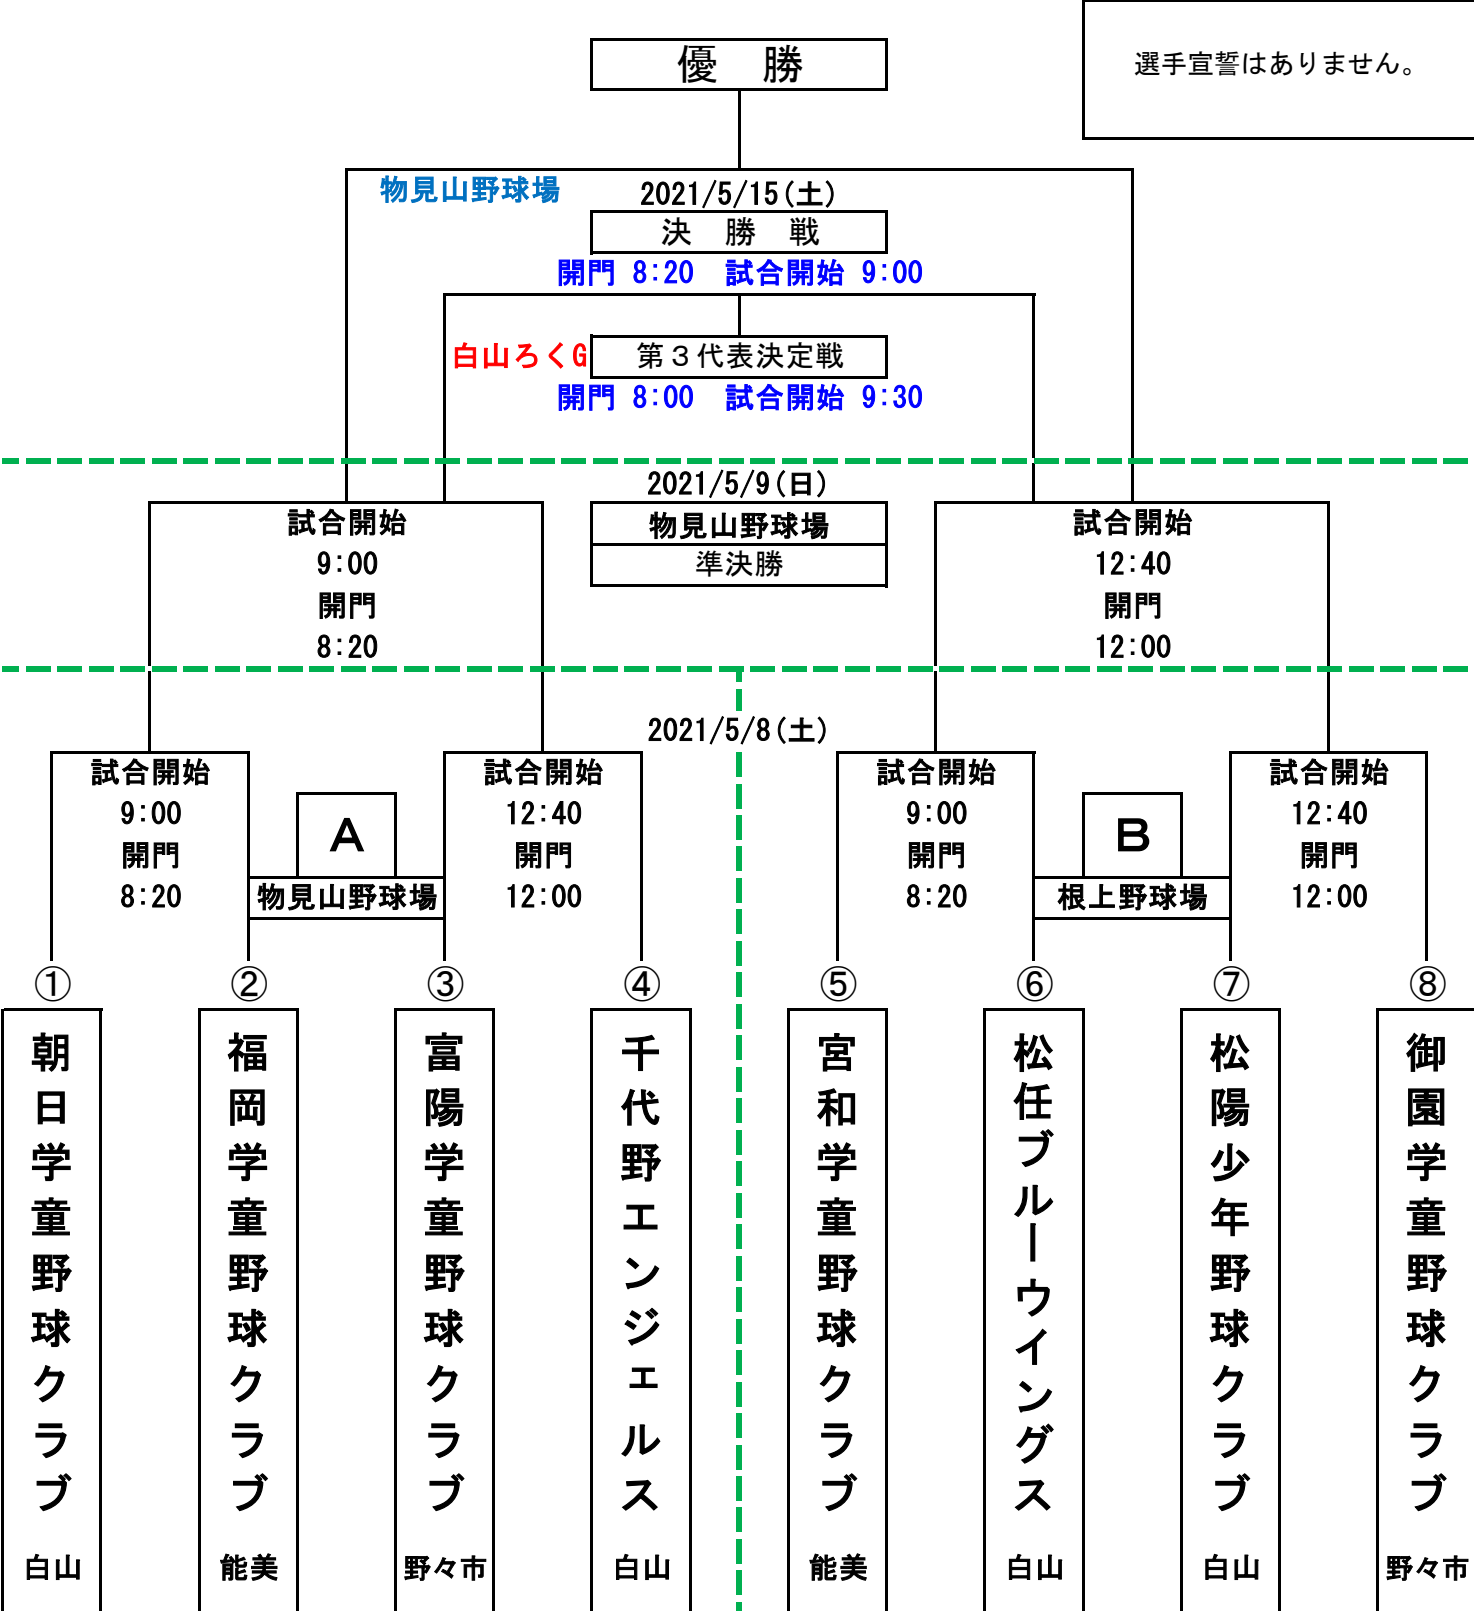 優　勝
選手宣誓はありません。
物見山野球場
2021/5/15(土)
決　勝　戦
開門 8:20　試合開始 9:00
白山ろくG
第３代表決定戦
開門 8:00　試合開始 9:30
2021/5/9(日)
物見山野球場
準決勝
試合開始
9:00
開門
8:20
試合開始
12:40
開門
12:00
2021/5/8(土)
試合開始
9:00
開門
8:20
A
物見山野球場
試合開始
12:40
開門
12:00
試合開始
9:00
開門
8:20
B
根上野球場
試合開始
12:40
開門
12:00
①
朝日学童野球クラブ
白山
②
福岡学童野球クラブ
能美
③
富陽学童野球クラブ
野々市
④
千代野エンジェルス
白山
⑤
宮和学童野球クラブ
能美
⑥
松任ブルーウイングス
白山
⑦
松陽少年野球クラブ
白山
⑧
御園学童野球クラブ
野々市